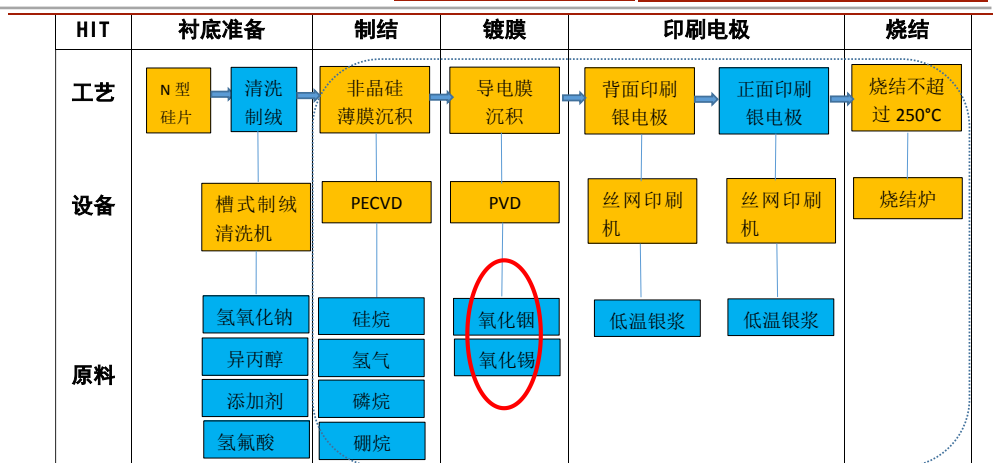 HIT 衬底准备 制结 镀膜 印刷电极 烧结
工艺
N 型
硅片
清洗
制绒
非晶硅
薄膜沉积
导电膜
沉积
背面印刷
银电极
正面印刷
银电极
烧结不超
过 250°C
设备
槽式制绒
清洗机
PECVD
PVD
丝网印刷
机
丝网印刷
机
烧结炉
原料
氢氧化钠
异丙醇
添加剂
氢氟酸
硅烷
氢气
磷烷
硼烷
氧化铟
氧化锡
低温银浆
低温银浆